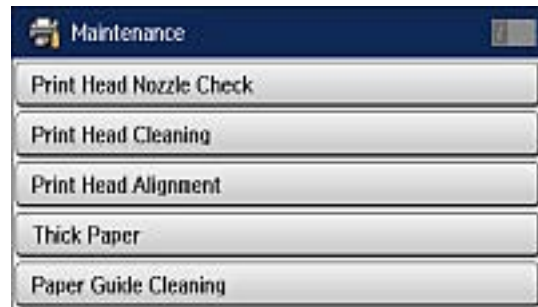 Maintenance
Print Head Nozzle Check
Print Head Cleaning
Print Head Alignment
Thick Paper
Paper Guide Cleaning